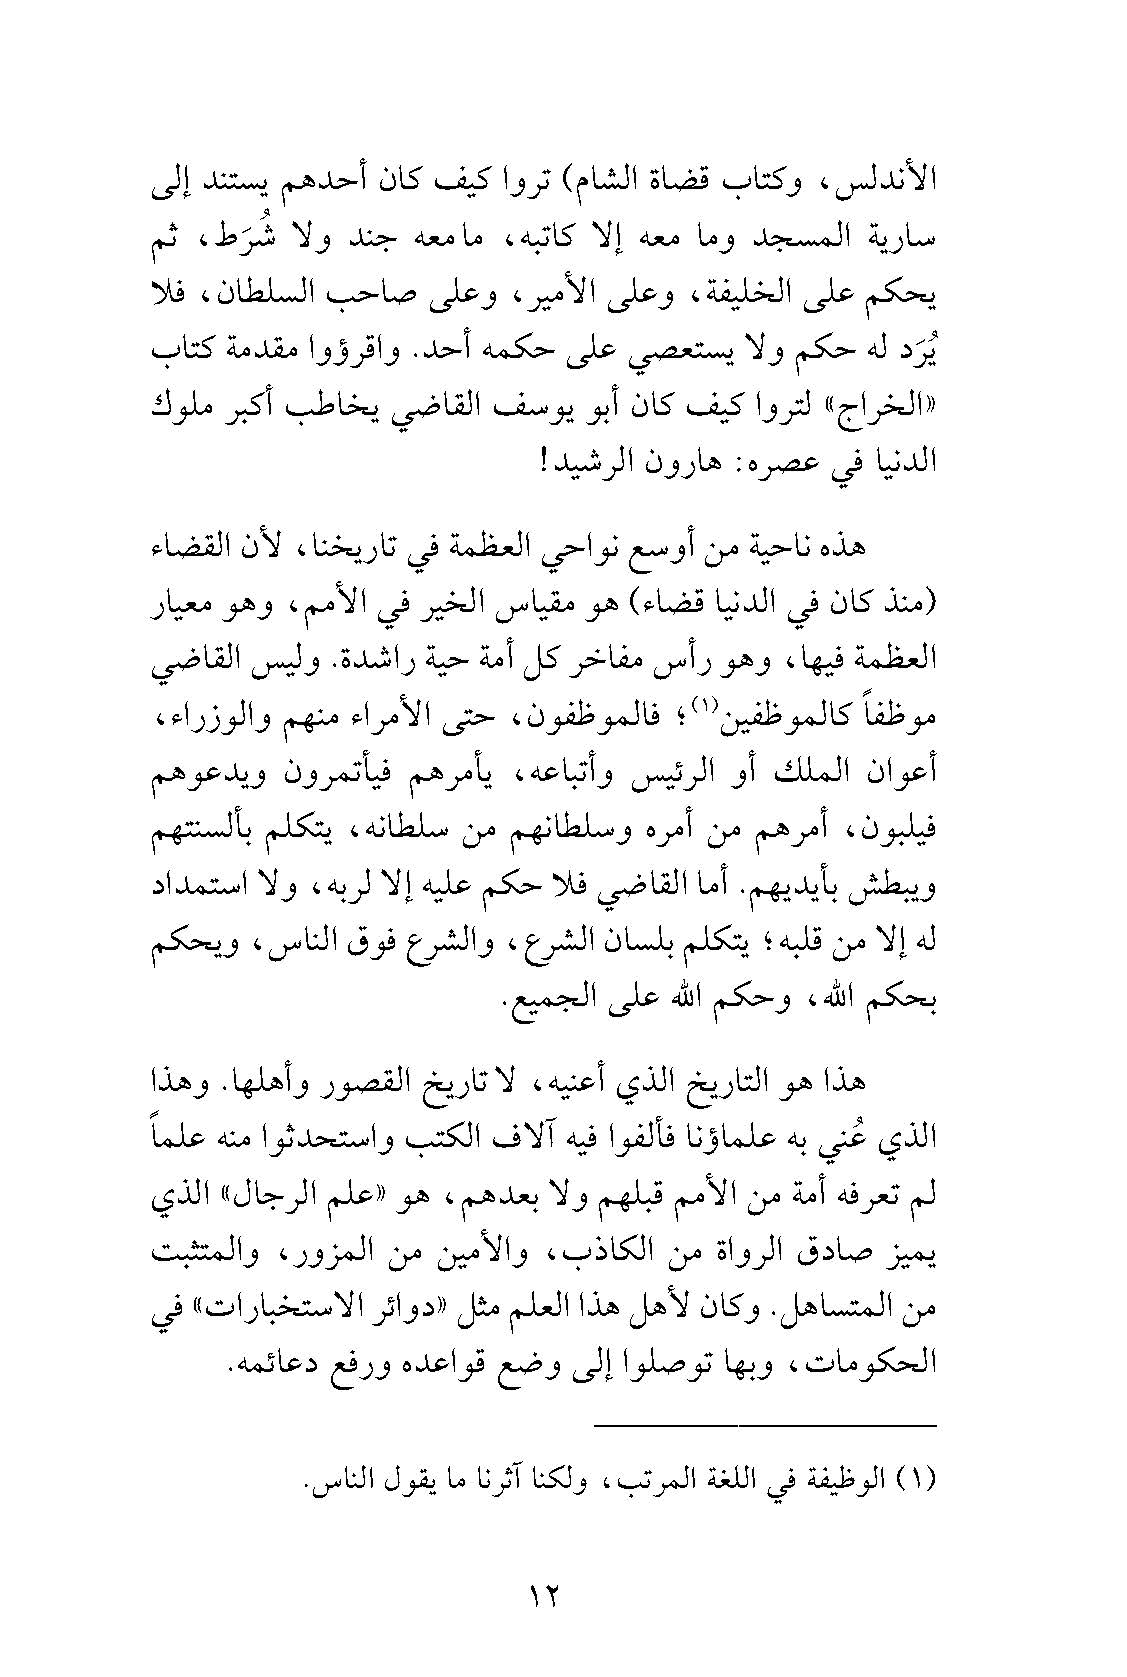 الأندلس، وكتاب قضاة الشام) تروا كيف كان أحدهم يستند إلى
سارية المسجد وما معه إلا كاتبه، ما معه جند ولا شُرَط، ثم
يحكم على الخليفة، وعلى الأمير، وعلى صاحب السلطان، فلا
يُرَد له حكم ولا يستعصي على حكمه أحد. واقرؤوا مقدمة كتاب
«الخراج» لتروا كيف كان أبو يوسف القاضي يخاطب أكبر ملوك
الدنيا في عصره: هارون الرشيد!
هذه ناحية من أوسع نواحي العظمة في تاريخنا، لأن القضاء
(منذ كان في الدنيا قضاء) هو مقياس الخير في الأمم، وهو معيار
العظمة فيها، وهو رأس مفاخر كل أمة حية راشدة. وليس القاضي
موظفاً كالموظفين(١)؛ فالموظفون، حتى الأمراء منهم والوزراء،
أعوان الملك أو الرئيس وأتباعه، يأمرهم فيأتمرون ويدعوهم
فيلبون، أمرهم من أمره وسلطانهم من سلطانه، يتكلم بألسنتهم
ويبطش بأيديهم. أما القاضي فلا حكم عليه إلا لربه، ولا استمداد
له إلا من قلبه؛ يتكلم بلسان الشرع، والشرع فوق الناس، ويحكم
بحكم الله، وحكم الله على الجميع.
هذا هو التاريخ الذي أعنيه، لا تاريخ القصور وأهلها. وهذا
الذي عُني به علماؤنا فألفوا فيه آلاف الكتب واستحدثوا منه علماً
لم تعرفه أمة من الأمم قبلهم ولا بعدهم، هو «علم الرجال» الذي
يميز صادق الرواة من الكاذب، والأمين من المزور، والمتثبت
من المتساهل. وكان لأهل هذا العلم مثل «دوائر الاستخبارات» في
الحكومات، وبها توصلوا إلى وضع قواعده ورفع دعائمه.
(١) الوظيفة في اللغة المرتب، ولكنا آثرنا ما يقول الناس.
١٢